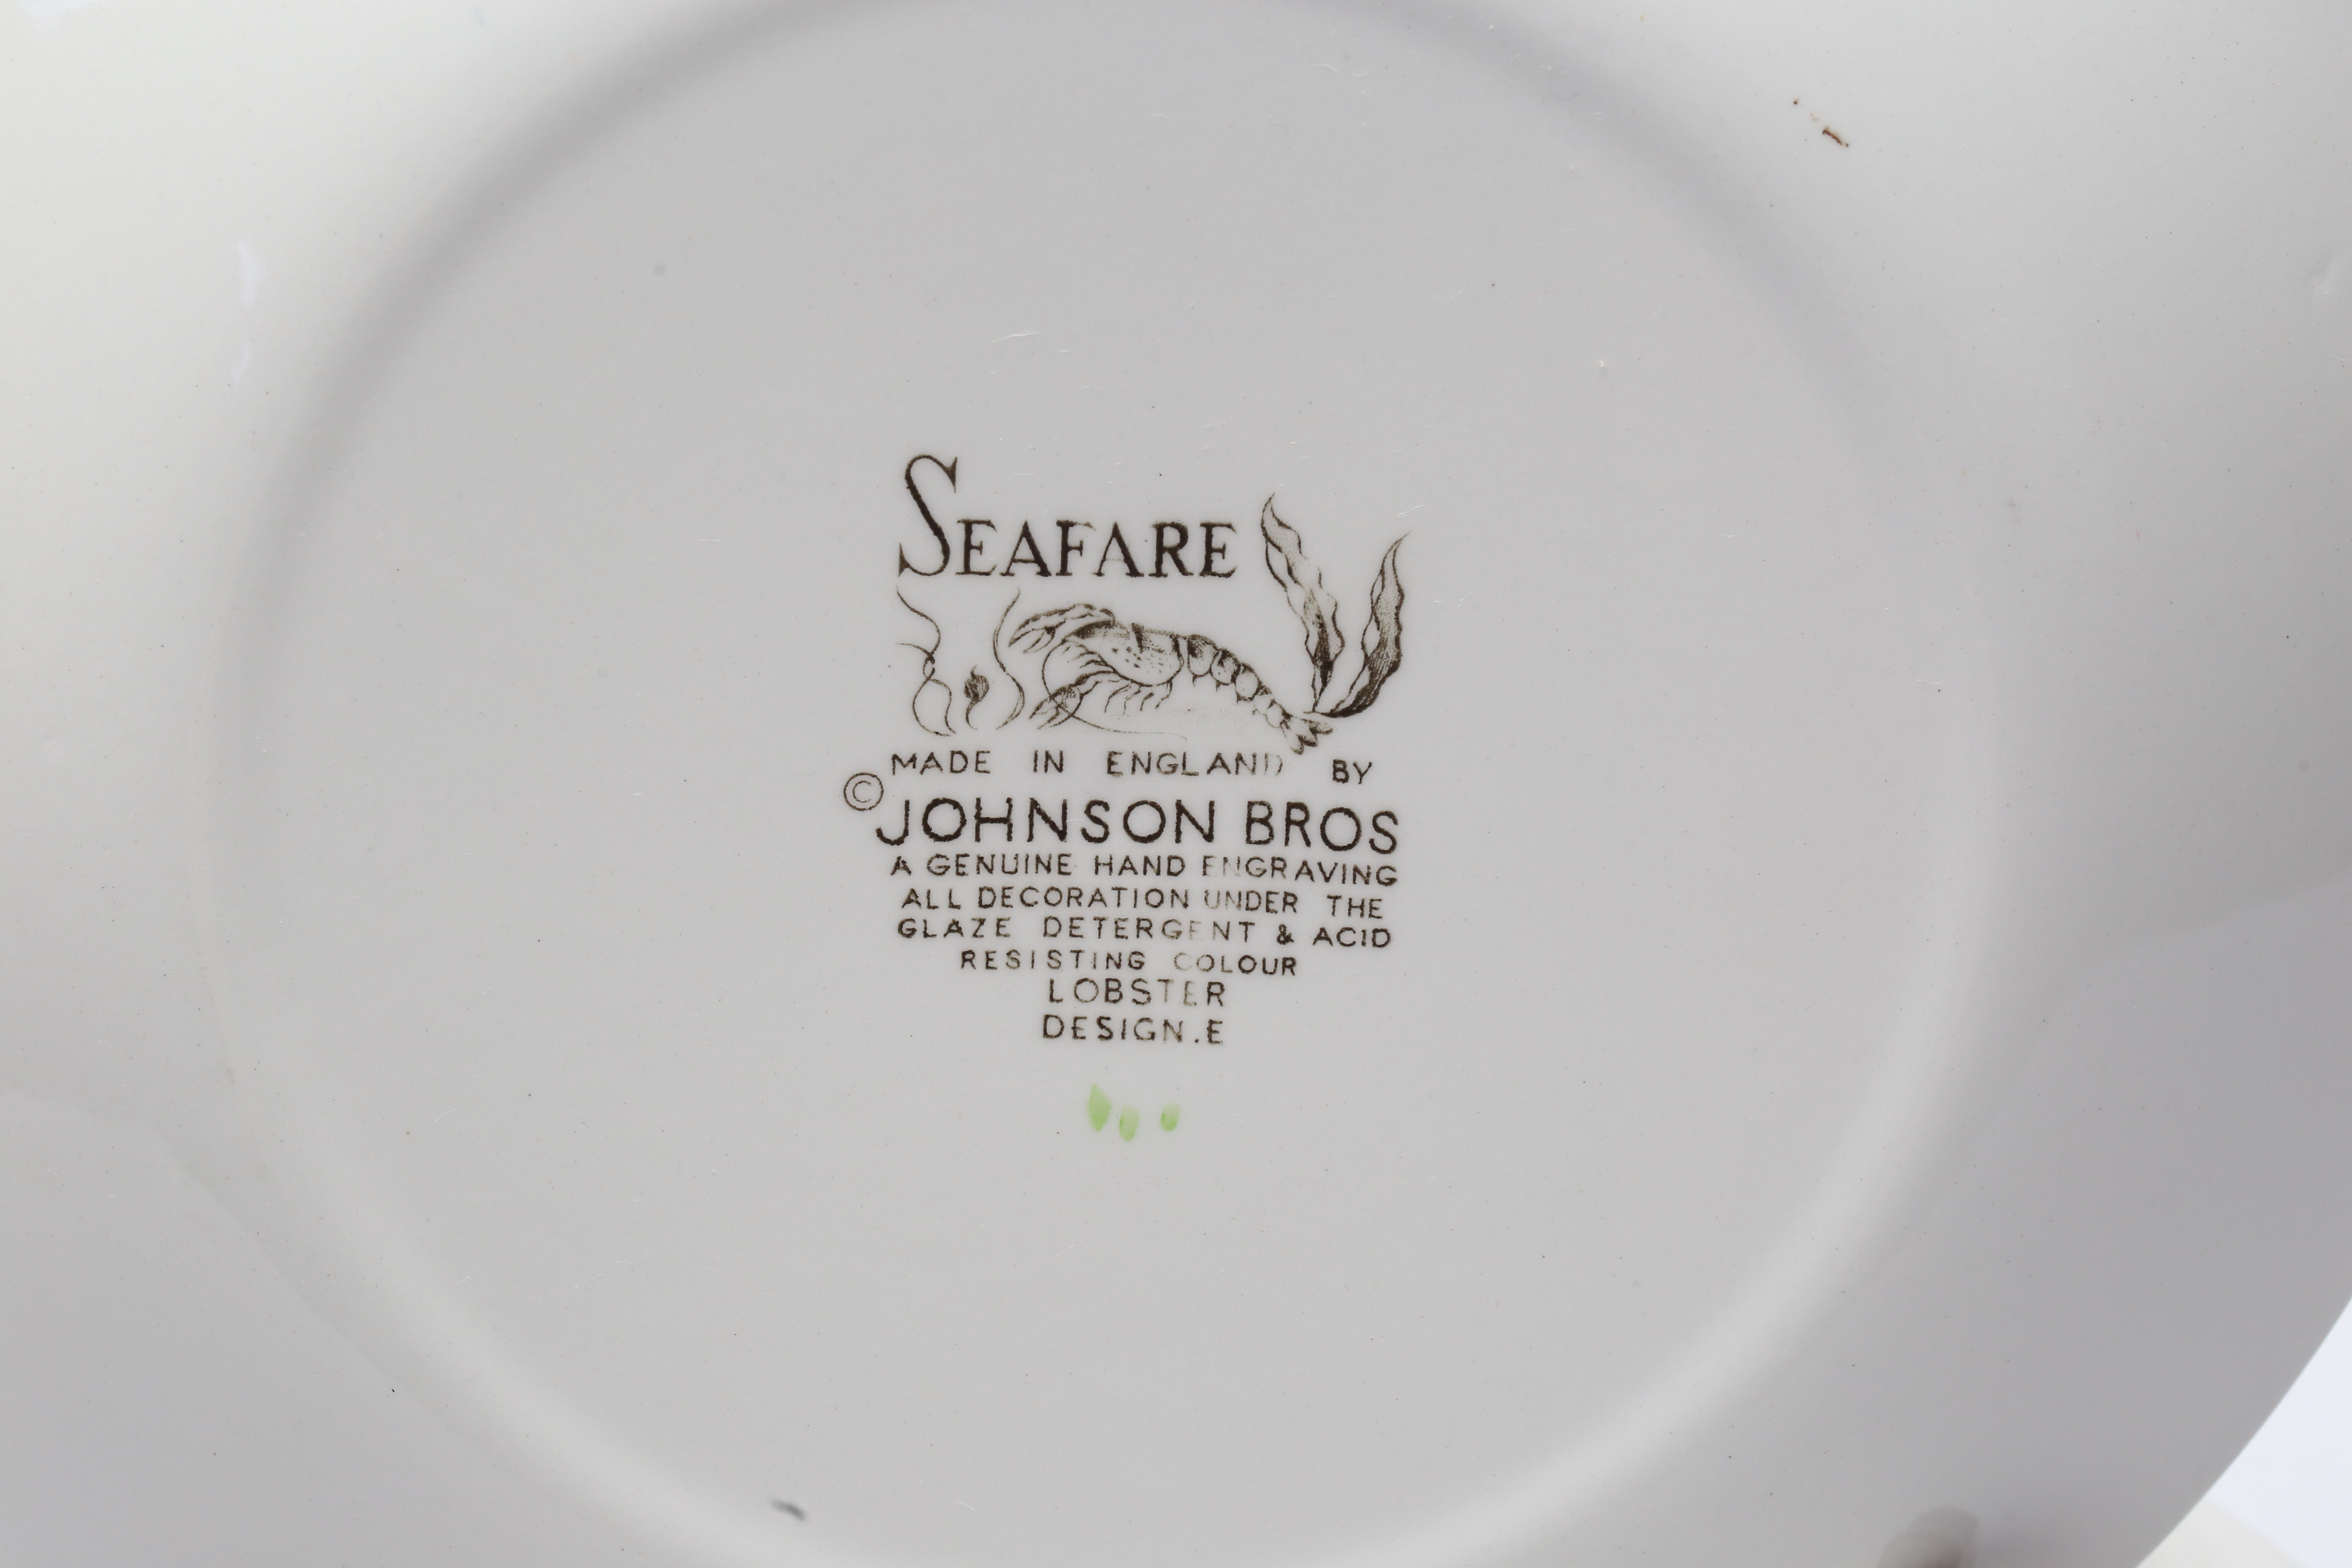 SEAFARE
MADE IN ENGLAND BY
© JOHNSON BROS
A GENUINE HAND ENGRAVING
ALL DECORATION UNDER THE
GLAZE DETERGENT & ACID
RESISTING COLOUR
LOBSTER
DESIGN.E